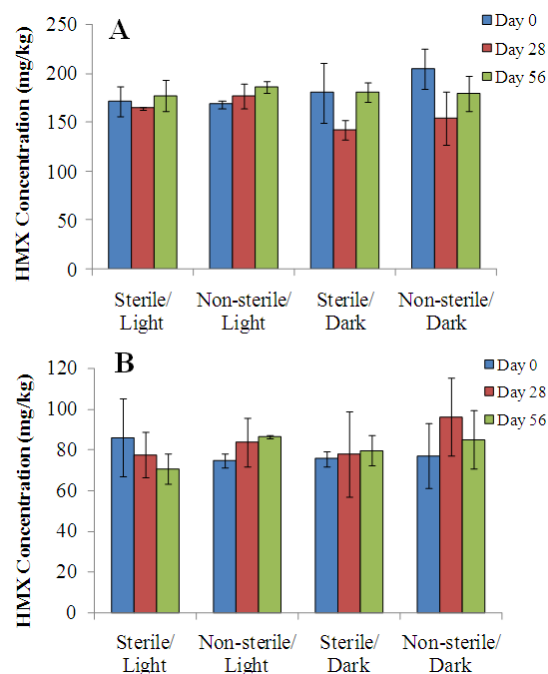 A
HMX Concentration (mg/kg)
250
200
150
100
50
0
Day 0
Day 28
Day 56
Sterile/
Light
Non-sterile/
Light
Sterile/
Dark
Non-sterile/
Dark
B
HMX Concentration (mg/kg)
120
100
80
60
40
20
0
Day 0
Day 28
Day 56
Sterile/
Light
Non-sterile/
Light
Sterile/
Dark
Non-sterile/
Dark